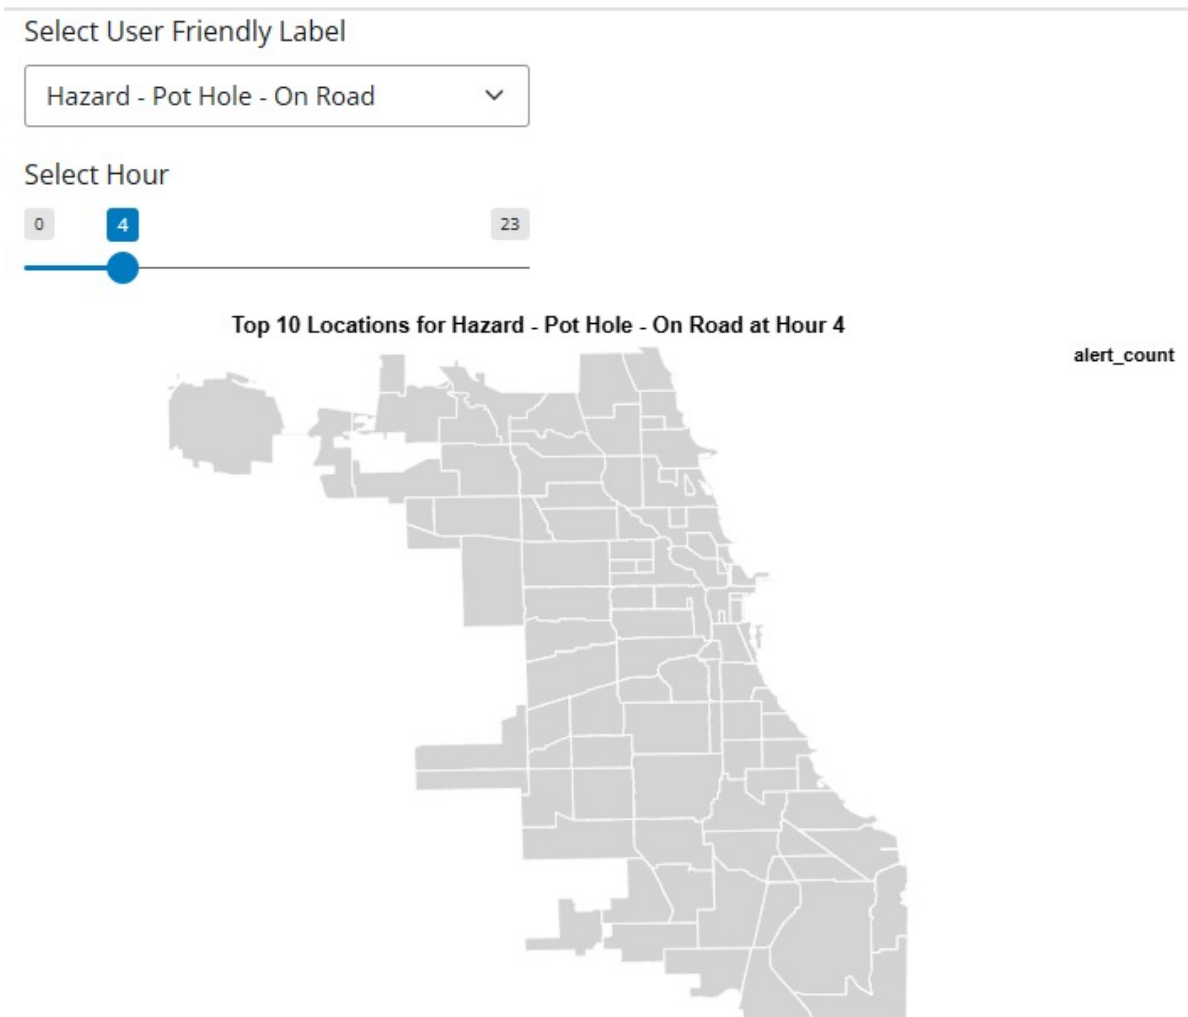 Select User Friendly Label
Hazard - Pot Hole - On Road
Select Hour
0 4 23
Top 10 Locations for Hazard - Pot Hole - On Road at Hour 4
alert_count